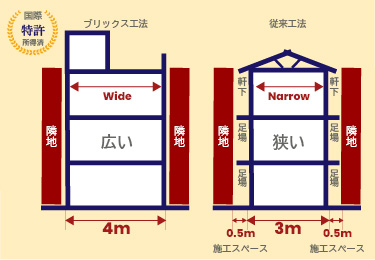 国際
特許
所得済
ブリックス工法
従来工法
Wide
Narrow
軒下
軒下
隣地
広い
隣地
隣地
足場
狭い
足場
隣地
足場
足場
4m
0.5m
3m
0.5m
施工スペース
施工スペース